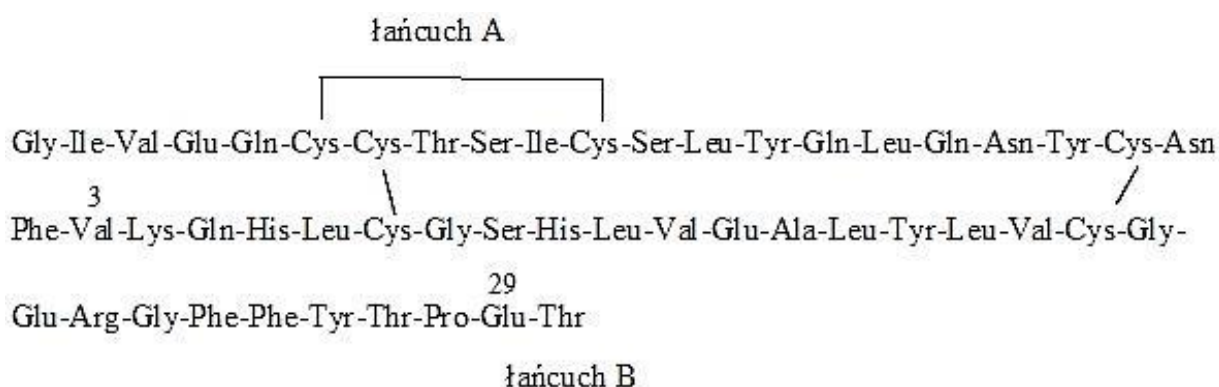 łańcuch A
Gly-Ile-Val-Glu-Gln-Cys-Cys-Thr-Ser-Ile-Cys-Ser-Leu-Tyr-Gln-Leu-Gln-Asn-Tyr-Cys-Asn
3
Phe-Val-Lys-Gln-His-Leu-Cys-Gly-Ser-His-Leu-Val-Glu-Ala-Leu-Tyr-Leu-Val-Cys-Gly-
29
Glu-Arg-Gly-Phe-Phe-Tyr-Thr-Pro-Glu-Thr
łańcuch B